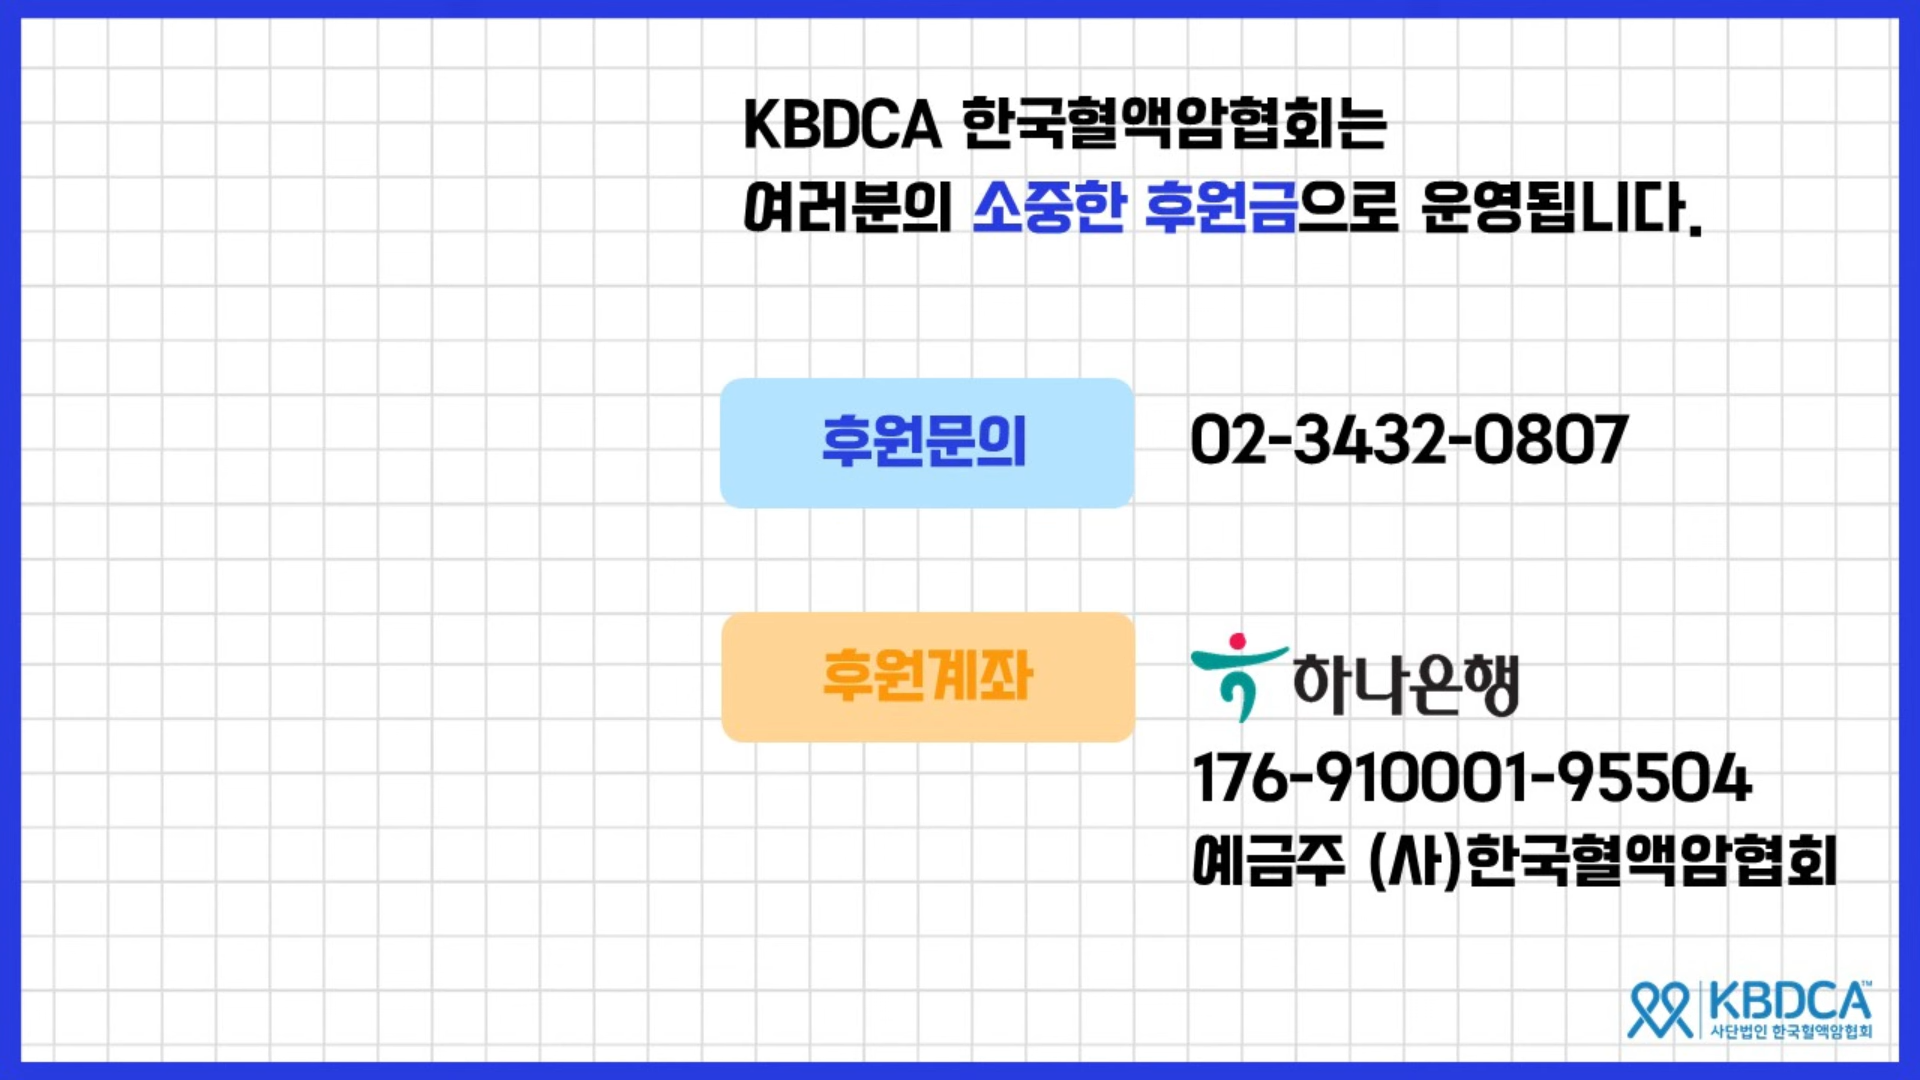 KBDCA 한국혈액암협회는
여러분의 소중한 후원금으로 운영됩니다.
후원문의
02-3432-0807
후원계좌
하나은행
176-910001-95504
예금주 (사)한국혈액암협회
KBDCA™
사단법인 한국혈액암협회